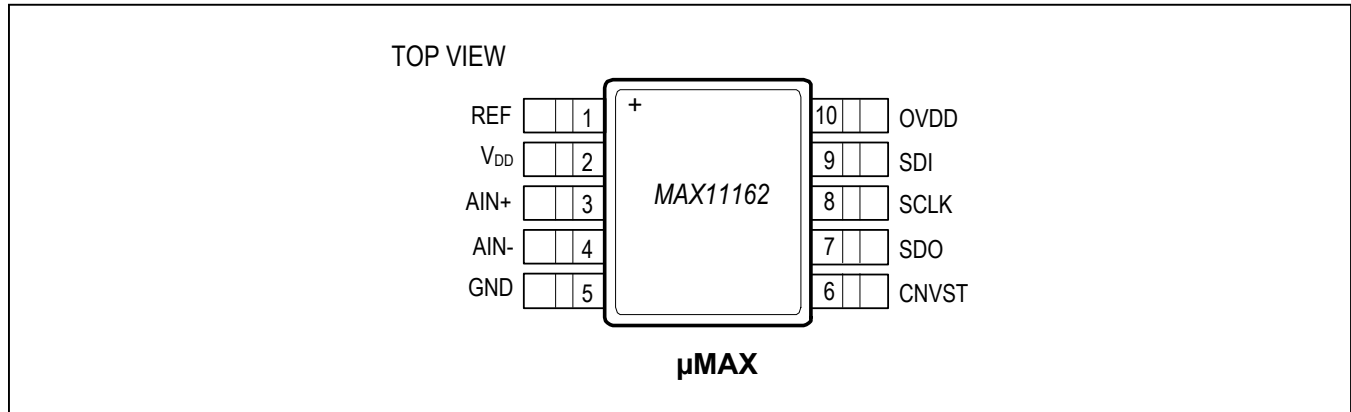 TOP VIEW
REF 1 + 10 OVDD
VDD 2 9 SDI
AIN+ 3 MAX11162 8 SCLK
AIN- 4 7 SDO
GND 5 6 CNVST
µMAX